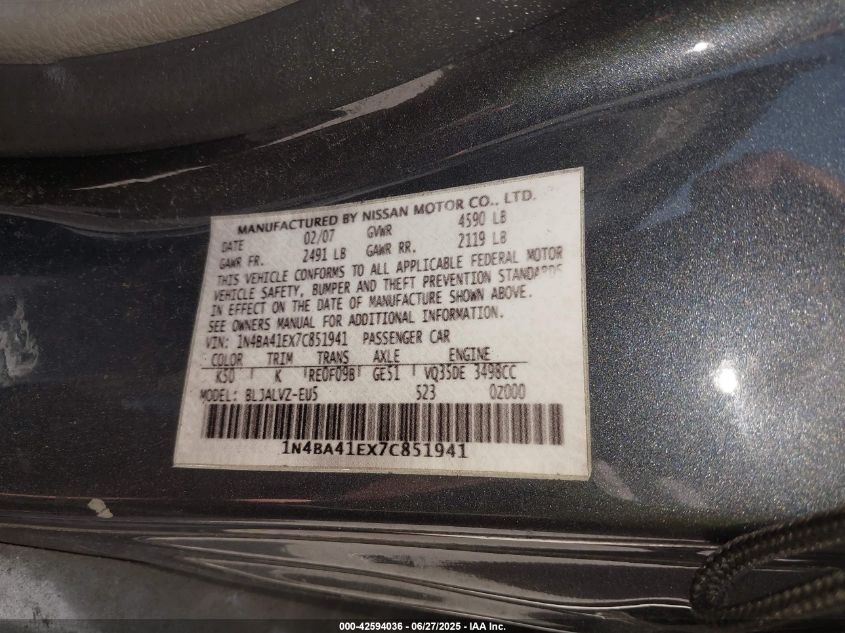 MANUFACTURED BY NISSAN MOTOR CO., LTD.
DATE 02/07 GVWR 4590 LB
GAWR FR. 2491 LB GAWR RR. 2119 LB
THIS VEHICLE CONFORMS TO ALL APPLICABLE FEDERAL MOTOR
VEHICLE SAFETY, BUMPER AND THEFT PREVENTION STANDARDS
IN EFFECT ON THE DATE OF MANUFACTURE SHOWN ABOVE.
SEE OWNERS MANUAL FOR ADDITIONAL INFORMATION.
VIN: 1N4BA41EX7C851941 PASSENGER CAR
COLOR TRIM TRANS AXLE ENGINE
K50 K RE0F09B GE51 VQ35DE 3498CC
MODEL: BLJALVZ-EU5 523 0Z000
1N4BA41EX7C851941
000-42594036 - 06/27/2025 - IAA Inc.